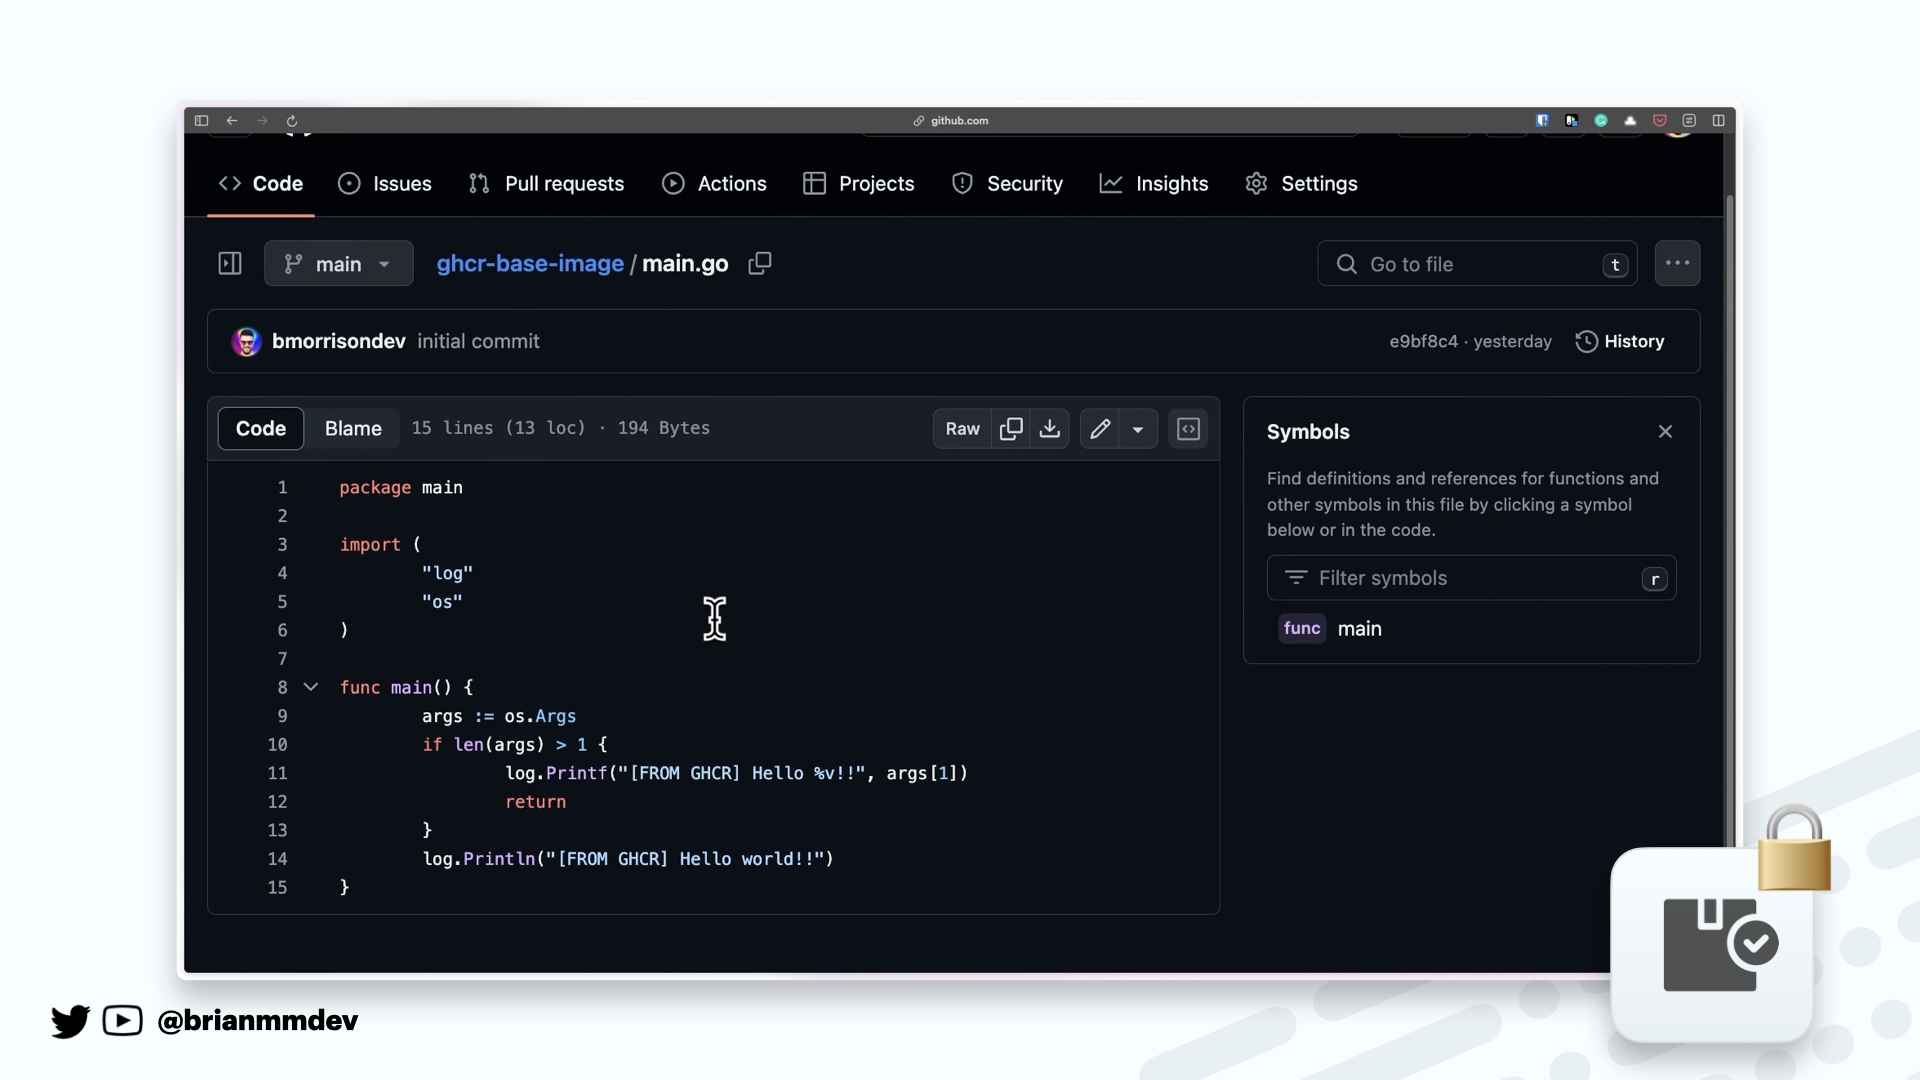 github.com
Code Issues Pull requests Actions Projects Security Insights Settings
main ghcr-base-image / main.go Go to file t
bmorrisondev initial commit e9bf8c4 · yesterday History
Code Blame 15 lines (13 loc) · 194 Bytes Raw
1 package main
2
3 import (
4 "log"
5 "os"
6 )
7
8 func main() {
9 args := os.Args
10 if len(args) > 1 {
11 log.Printf("[FROM GHCR] Hello %v!!", args[1])
12 return
13 }
14 log.Println("[FROM GHCR] Hello world!!")
15 }
Symbols
Find definitions and references for functions and
other symbols in this file by clicking a symbol
below or in the code.
Filter symbols r
func main
@brianmmdev